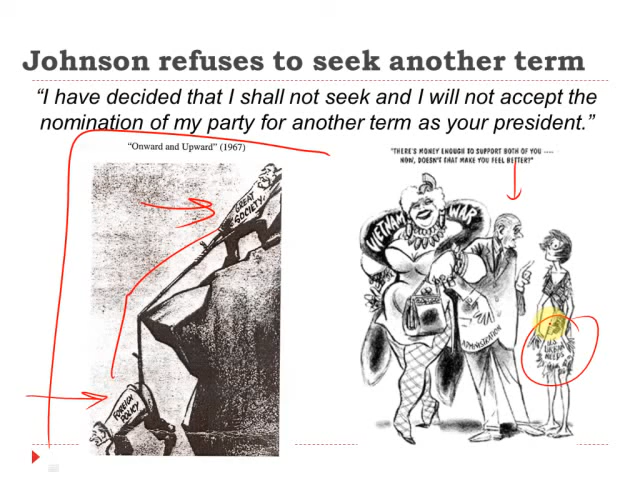 Johnson refuses to seek another term
“I have decided that I shall not seek and I will not accept the
nomination of my party for another term as your president.”
“Onward and Upward” (1967)
GREAT
SOCIETY
FOREIGN
POLICY
"THERE'S MONEY ENOUGH TO SUPPORT BOTH OF YOU ----
NOW, DOESN'T THAT MAKE YOU FEEL BETTER?"
VIETNAM WAR
ADMINISTRATION
U.S.
URBAN
NEEDS